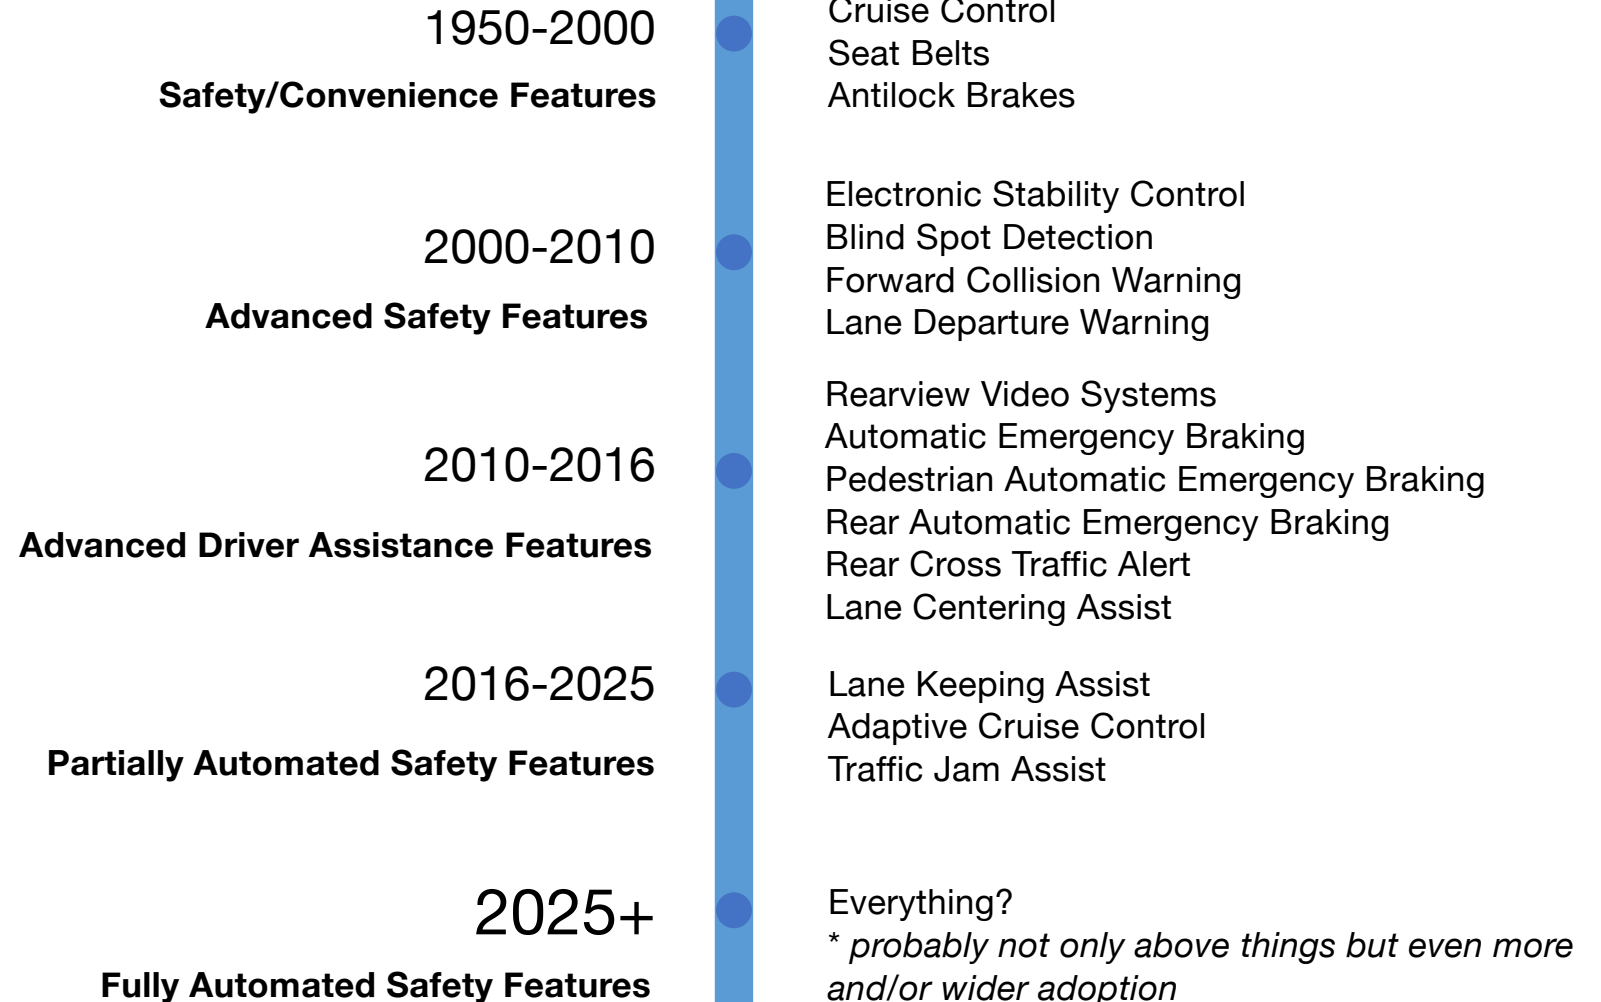 1950-2000
Safety/Convenience Features
Cruise Control
Seat Belts
Antilock Brakes
2000-2010
Advanced Safety Features
Electronic Stability Control
Blind Spot Detection
Forward Collision Warning
Lane Departure Warning
2010-2016
Advanced Driver Assistance Features
Rearview Video Systems
Automatic Emergency Braking
Pedestrian Automatic Emergency Braking
Rear Automatic Emergency Braking
Rear Cross Traffic Alert
Lane Centering Assist
2016-2025
Partially Automated Safety Features
Lane Keeping Assist
Adaptive Cruise Control
Traffic Jam Assist
2025+
Fully Automated Safety Features
Everything?
* probably not only above things but even more
and/or wider adoption